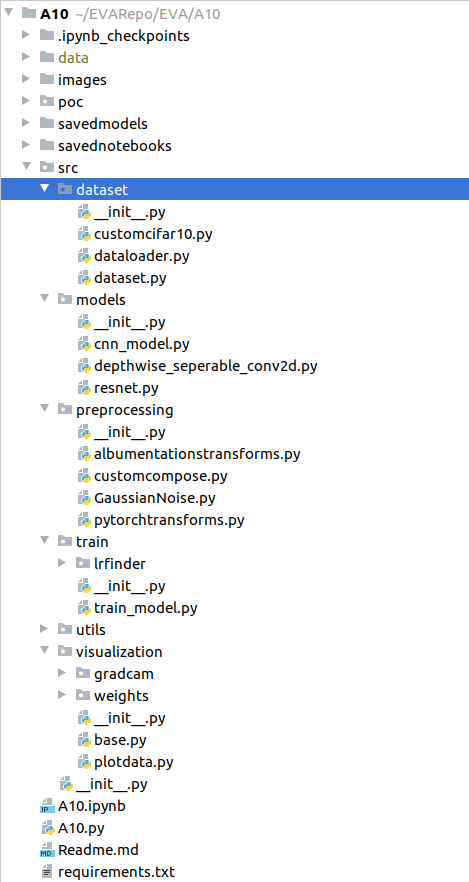 A10 ~/EVARepo/EVA/A10
.ipynb_checkpoints
data
images
poc
savedmodels
savednotebooks
src
dataset
__init__.py
customcifar10.py
dataloader.py
dataset.py
models
__init__.py
cnn_model.py
depthwise_seperable_conv2d.py
resnet.py
preprocessing
__init__.py
albumentationstransforms.py
customcompose.py
GaussianNoise.py
pytorchtransforms.py
train
lrfinder
__init__.py
train_model.py
utils
visualization
gradcam
weights
__init__.py
base.py
plotdata.py
__init__.py
IP A10.ipynb
A10.py
MD Readme.md
requirements.txt